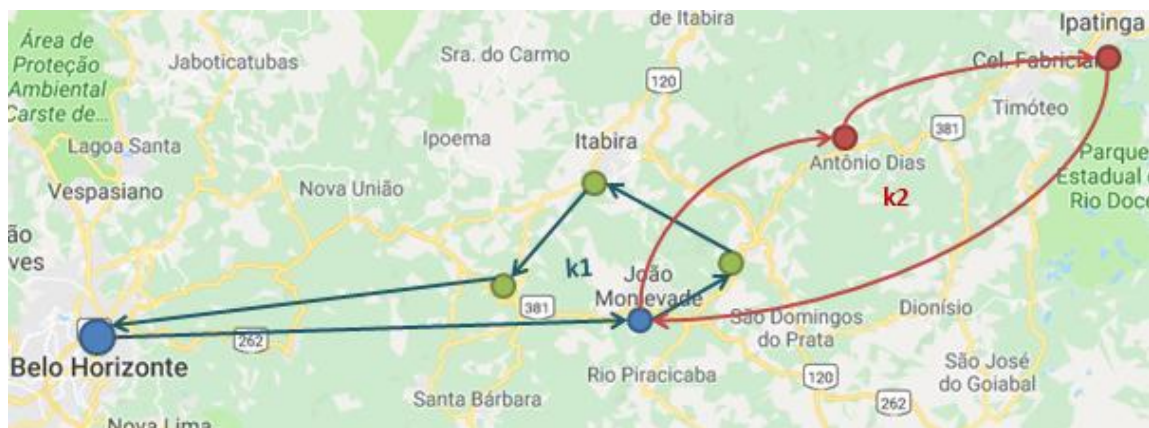 de Itabira
Ipatinga
Área de
Proteção
Ambiental
Carste de...
Jaboticatubas
Sra. do Carmo
120
Cel. Fabricia
Timóteo
Lagoa Santa
Ipoema
Itabira
381
Antônio Dias
Parque
Estadual
Rio Doce
Vespasiano
Nova União
k2
ão
ves
k1
João
Monlevade
381
262
São Domingos
do Prata
Dionísio
Belo Horizonte
Rio Piracicaba
120
São José
do Goiabal
Santa Bárbara
262
Nova Lima